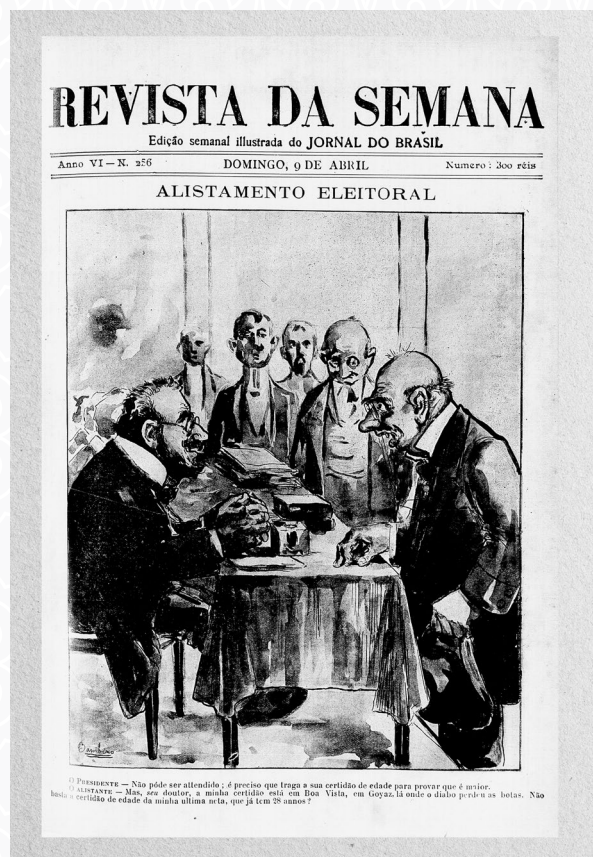 REVISTA DA SEMANA
Edição semanal illustrada do JORNAL DO BRASIL
Anno VI — N. 256 DOMINGO, 9 DE ABRIL Numero : 300 réis
ALISTAMENTO ELEITORAL
O PRESIDENTE — Não póde ser attendido ; é preciso que traga a sua certidão de edade para provar que é maior.
O ALISTANTE — Mas, seu doutor, a minha certidão está em Boa Vista, em Goyaz, lá onde o diabo perdeu as botas. Não
basta a certidão de edade da minha ultima neta, que já tem 28 annos ?